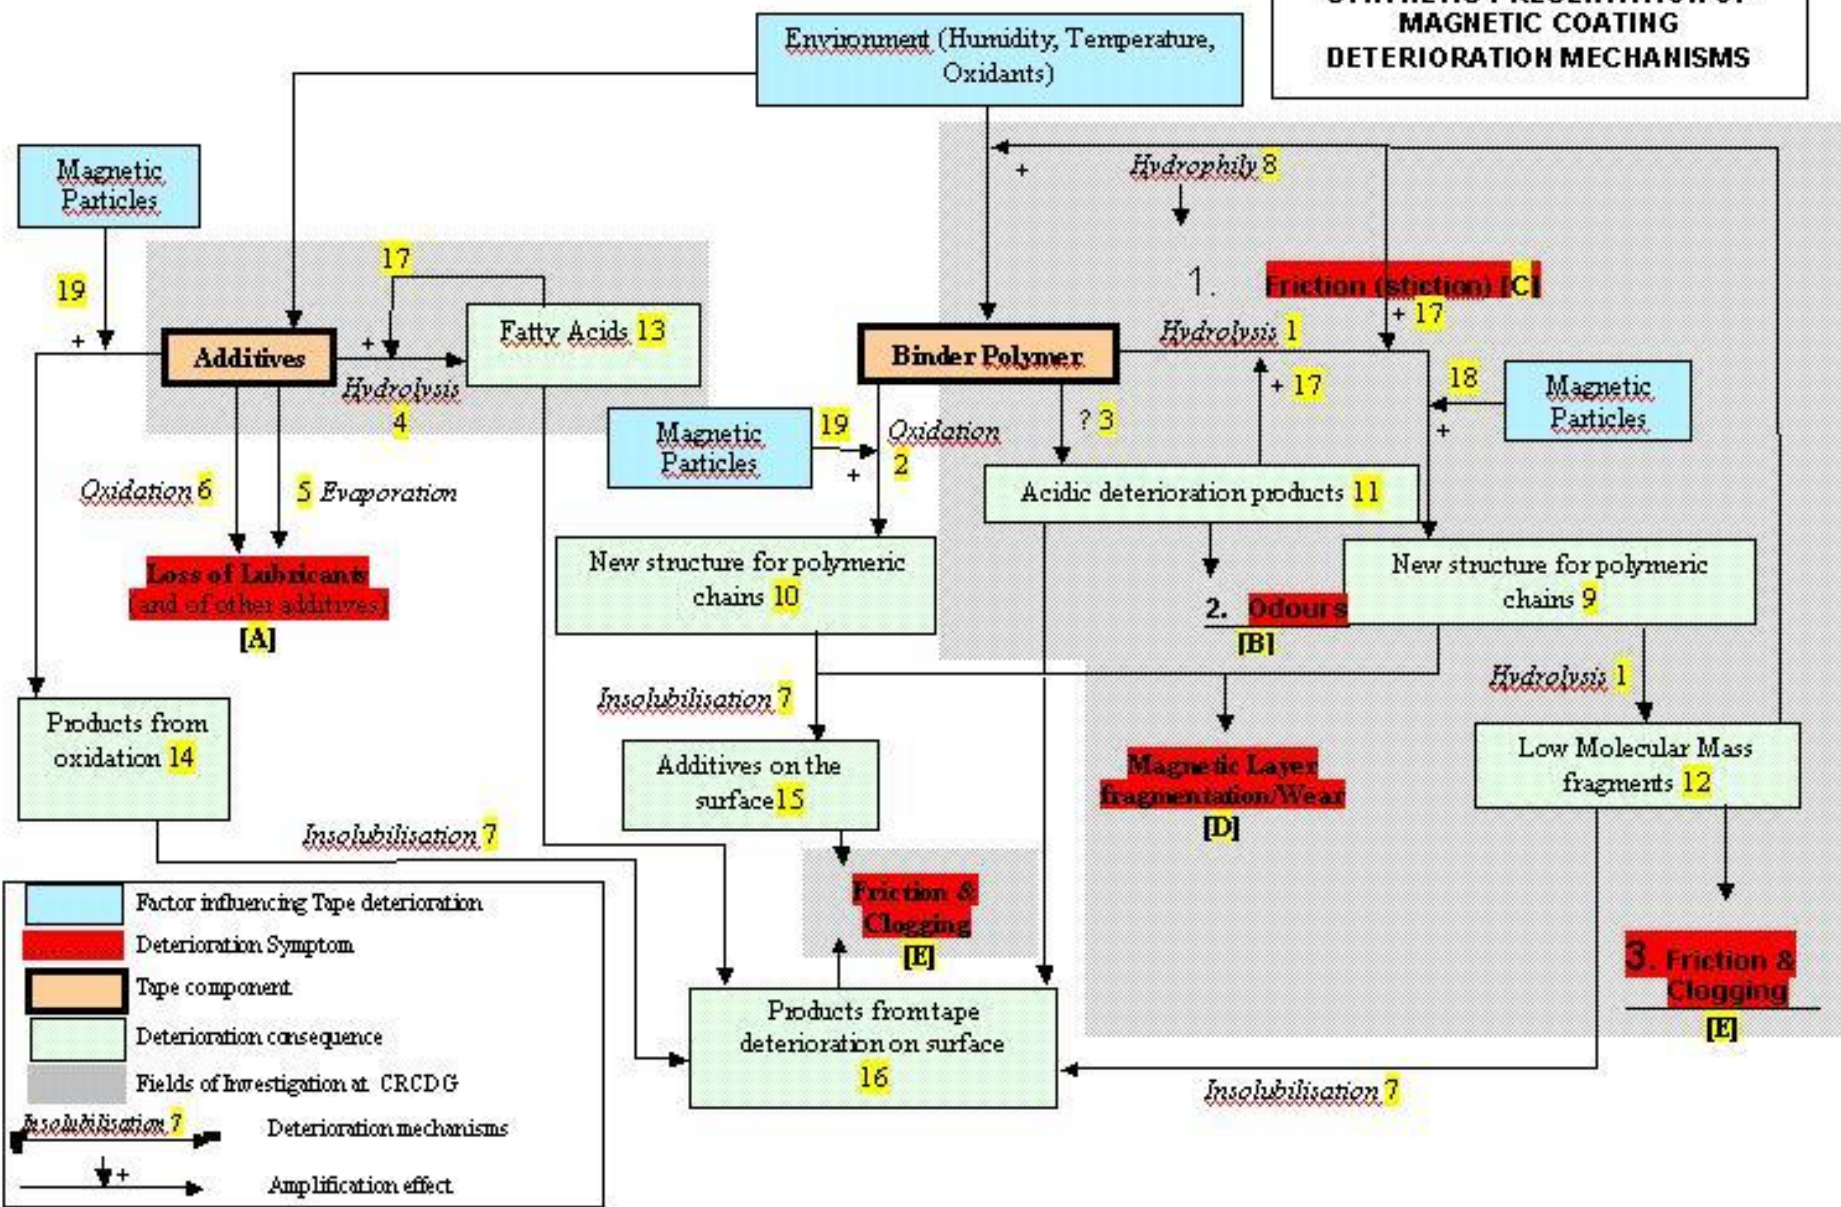 MAGNETIC COATING
DETERIORATION MECHANISMS
Environment (Humidity, Temperature,
Oxidants)
Magnetic
Particles
+
Hydrophily 8
17
19
1.
Friction (stiction) [C]
+ 17
+
Additives
+
Hydrolysis
4
Fatty Acids 13
Binder Polymer
Hydrolysis 1
+ 17
18
+
Magnetic
Particles
Magnetic
Particles
19
+
Oxidation
2
? 3
Acidic deterioration products 11
Oxidation 6
5 Evaporation
Loss of Lubricants
(and of other additives)
[A]
New structure for polymeric
chains 10
2. Odours
[B]
New structure for polymeric
chains 9
Insolubilisation 7
Hydrolysis 1
Products from
oxidation 14
Additives on the
surface15
Magnetic Layer
fragmentation/Wear
[D]
Low Molecular Mass
fragments 12
Insolubilisation 7
Friction &
Clogging
[E]
3. Friction &
Clogging
[E]
Products from tape
deterioration on surface
16
Insolubilisation 7
Factor influencing Tape deterioration
Deterioration Symptom
Tape component
Deterioration consequence
Fields of Investigation at CRCDG
Insolubilisation 7
Deterioration mechanisms
+
Amplification effect